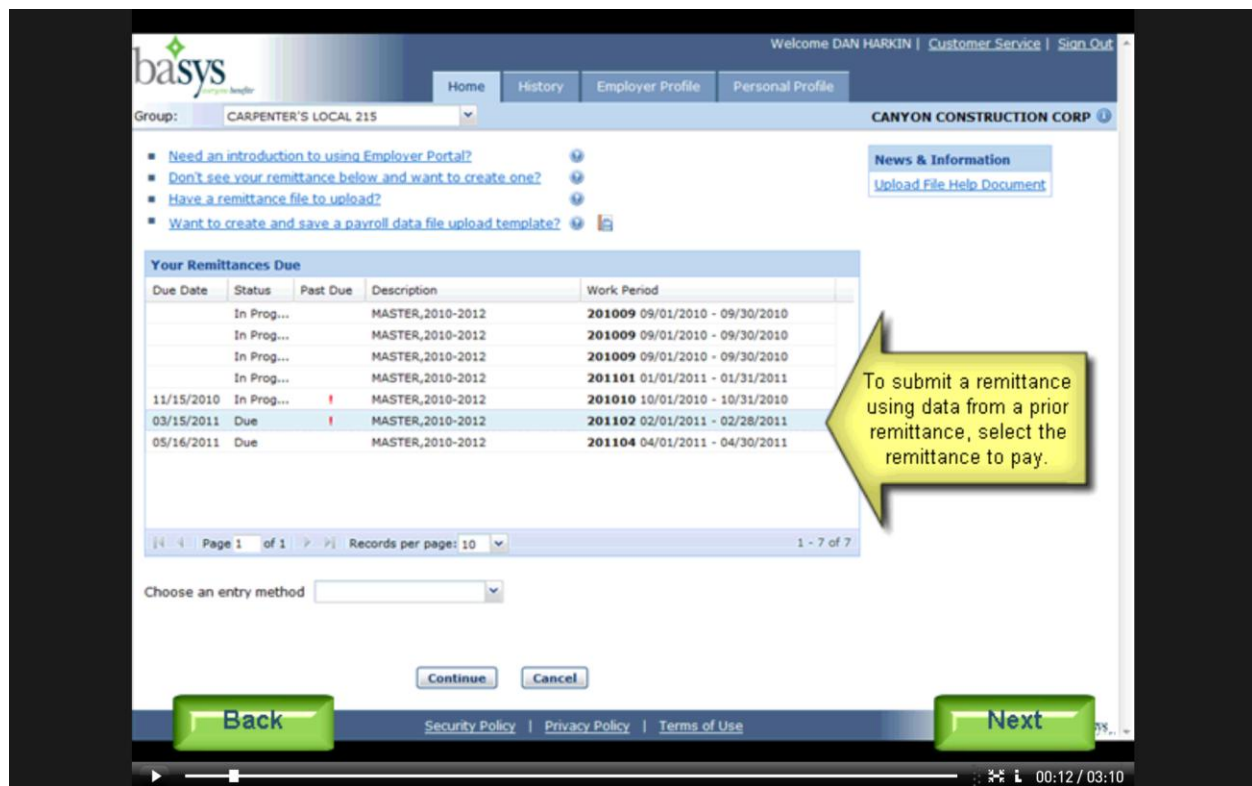 Welcome DAN HARKIN | Customer Service | Sign Out
basys
Home History Employer Profile Personal Profile
Group: CARPENTER'S LOCAL 215 CANYON CONSTRUCTION CORP
Need an introduction to using Employer Portal?
Don't see your remittance below and want to create one?
Have a remittance file to upload?
Want to create and save a payroll data file upload template?
News & Information
Upload File Help Document
Your Remittances Due
Due Date Status Past Due Description Work Period
In Prog... MASTER,2010-2012 201009 09/01/2010 - 09/30/2010
In Prog... MASTER,2010-2012 201009 09/01/2010 - 09/30/2010
In Prog... MASTER,2010-2012 201009 09/01/2010 - 09/30/2010
In Prog... MASTER,2010-2012 201101 01/01/2011 - 01/31/2011
11/15/2010 In Prog... ! MASTER,2010-2012 201010 10/01/2010 - 10/31/2010
03/15/2011 Due ! MASTER,2010-2012 201102 02/01/2011 - 02/28/2011
05/16/2011 Due MASTER,2010-2012 201104 04/01/2011 - 04/30/2011
To submit a remittance
using data from a prior
remittance, select the
remittance to pay.
Page 1 of 1 Records per page: 10 1 - 7 of 7
Choose an entry method
Continue Cancel
Back Next
Security Policy | Privacy Policy | Terms of Use
00:12 / 03:10